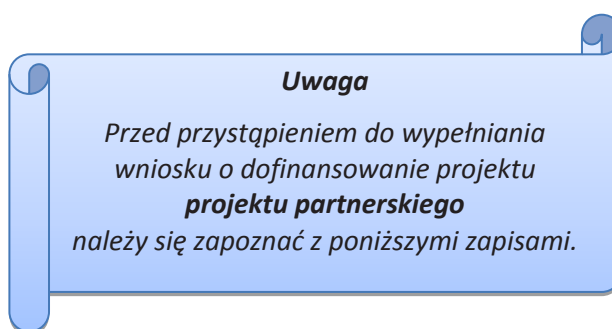 Uwaga
Przed przystąpieniem do wypełniania
wniosku o dofinansowanie projektu
projektu partnerskiego
należy się zapoznać z poniższymi zapisami.